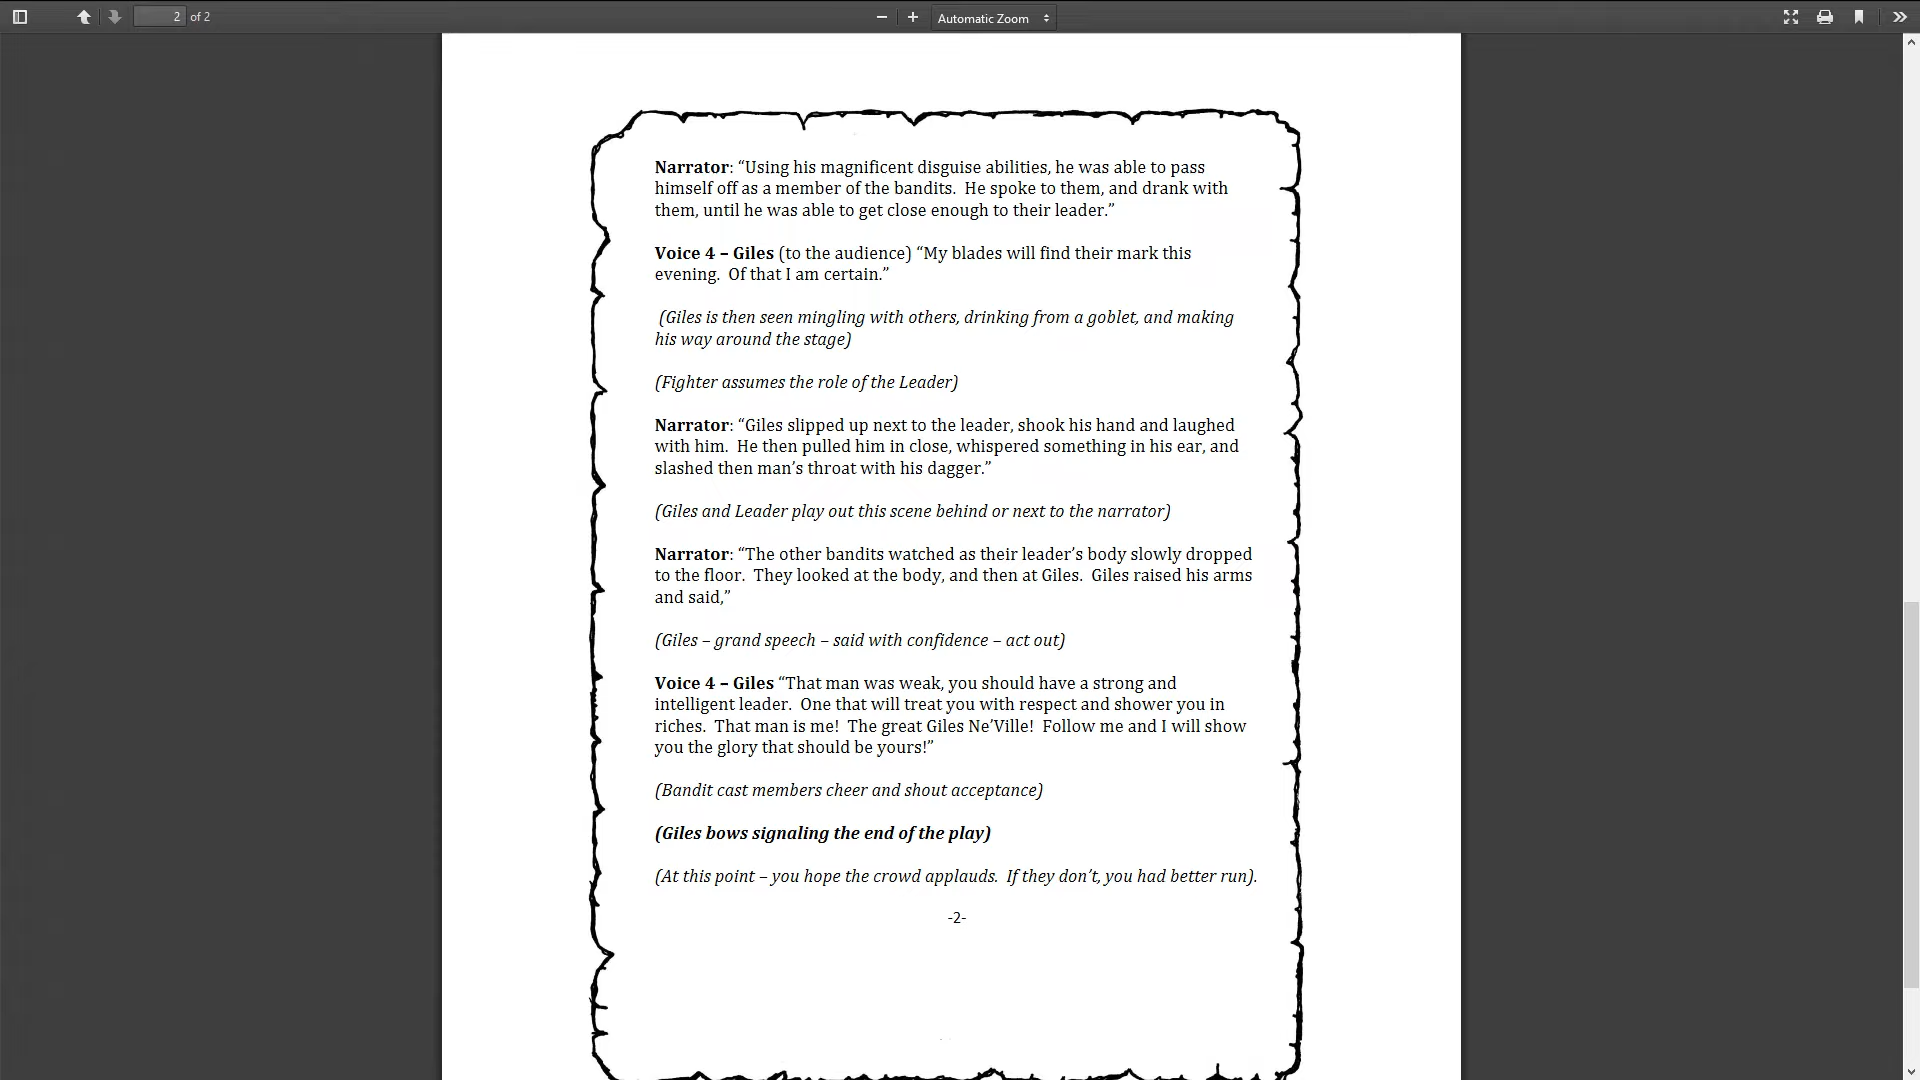 2 of 2 Automatic Zoom
Narrator: “Using his magnificent disguise abilities, he was able to pass
himself off as a member of the bandits.  He spoke to them, and drank with
them, until he was able to get close enough to their leader.”
Voice 4 – Giles (to the audience) “My blades will find their mark this
evening.  Of that I am certain.”
(Giles is then seen mingling with others, drinking from a goblet, and making
his way around the stage)
(Fighter assumes the role of the Leader)
Narrator: “Giles slipped up next to the leader, shook his hand and laughed
with him.  He then pulled him in close, whispered something in his ear, and
slashed then man’s throat with his dagger.”
(Giles and Leader play out this scene behind or next to the narrator)
Narrator: “The other bandits watched as their leader’s body slowly dropped
to the floor.  They looked at the body, and then at Giles.  Giles raised his arms
and said,”
(Giles – grand speech – said with confidence – act out)
Voice 4 – Giles “That man was weak, you should have a strong and
intelligent leader.  One that will treat you with respect and shower you in
riches.  That man is me!  The great Giles Ne’Ville!  Follow me and I will show
you the glory that should be yours!”
(Bandit cast members cheer and shout acceptance)
(Giles bows signaling the end of the play)
(At this point – you hope the crowd applauds.  If they don’t, you had better run).
-2-